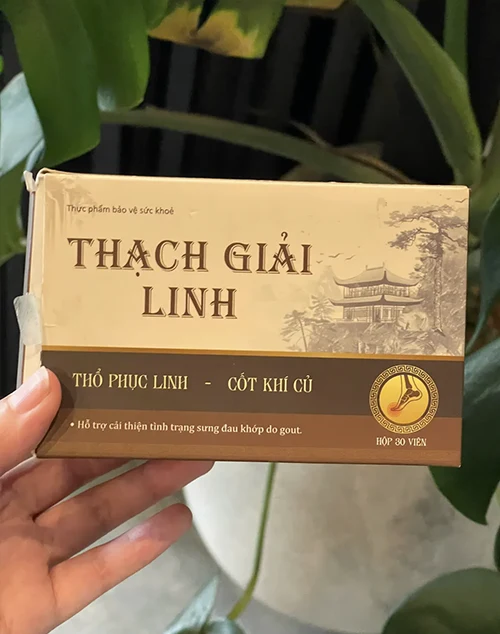 Thực phẩm bảo vệ sức khoẻ
THẠCH GIẢI
LINH
THỔ PHỤC LINH - CỐT KHÍ CỦ
• Hỗ trợ cải thiện tình trạng sưng đau khớp do gout.
HỘP 30 VIÊN